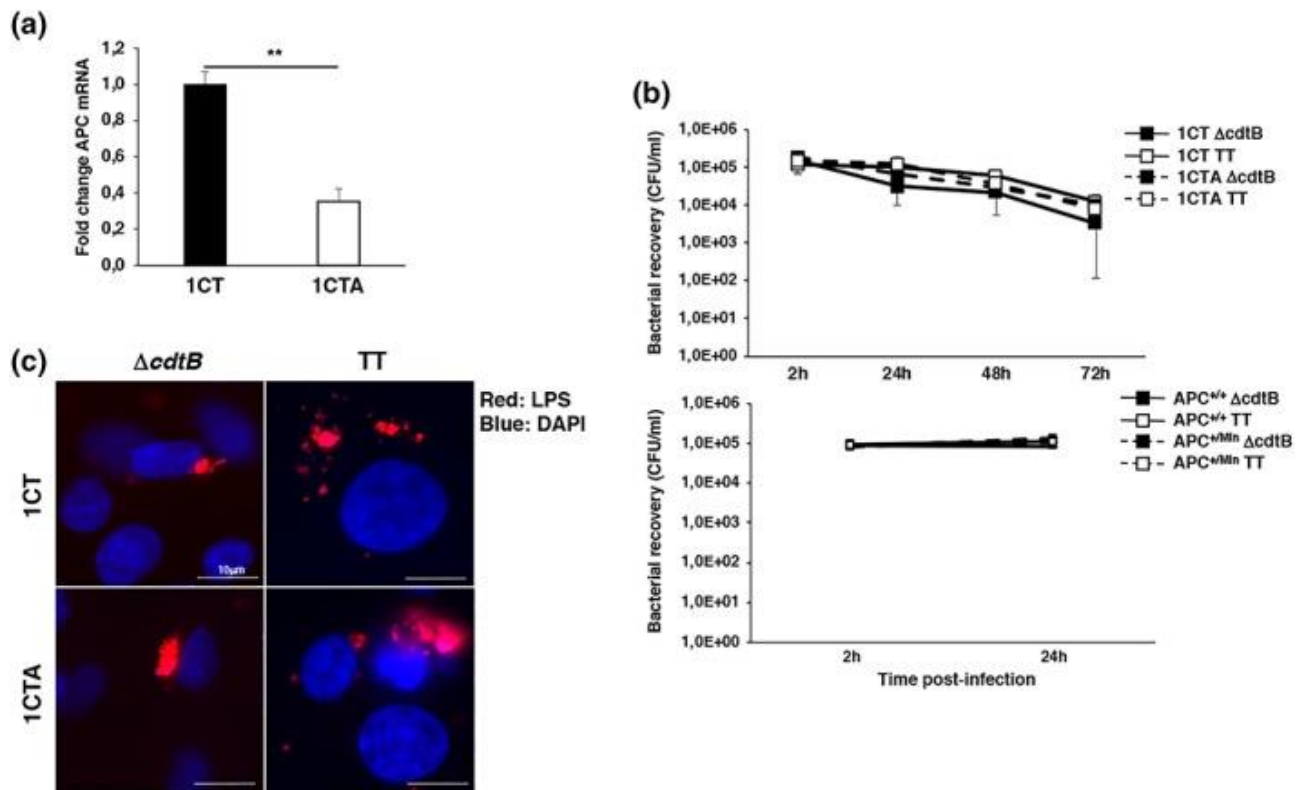 (a)
Fold change APC mRNA
1,2
1,0
0,8
0,6
0,4
0,2
0,0
**
1CT
1CTA
(b)
Bacterial recovery (CFU/ml)
1,0E+06
1,0E+05
1,0E+04
1,0E+03
1,0E+02
1,0E+01
1,0E+00
2h
24h
48h
72h
1CT ΔcdtB
1CT TT
1CTA ΔcdtB
1CTA TT
Bacterial recovery (CFU/ml)
1,0E+06
1,0E+05
1,0E+04
1,0E+03
1,0E+02
1,0E+01
1,0E+00
2h
24h
Time post-infection
APC+/+ ΔcdtB
APC+/+ TT
APC+/Min ΔcdtB
APC+/Min TT
(c)
ΔcdtB
TT
1CT
1CTA
10μm
Red: LPS
Blue: DAPI